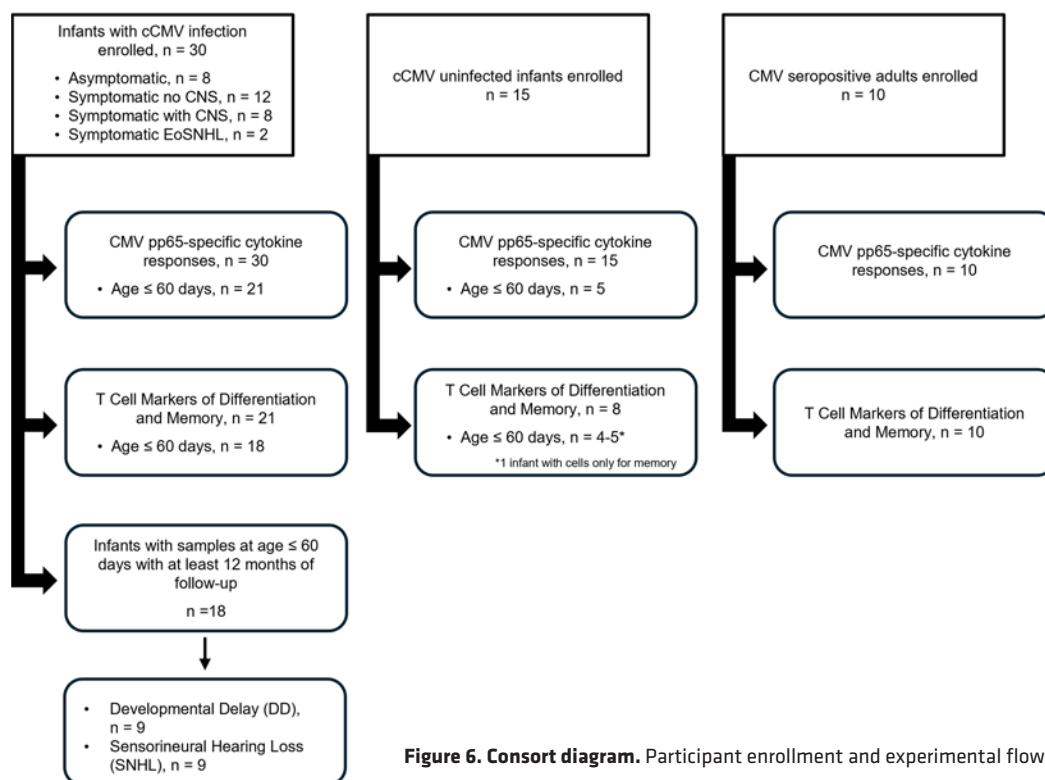 Infants with cCMV infection
enrolled, n = 30
• Asymptomatic, n = 8
• Symptomatic no CNS, n = 12
• Symptomatic with CNS, n = 8
• Symptomatic EoSNHL, n = 2
cCMV uninfected infants enrolled
n = 15
CMV seropositive adults enrolled
n = 10
CMV pp65-specific cytokine
responses, n = 30
• Age ≤ 60 days, n = 21
CMV pp65-specific cytokine
responses, n = 15
• Age ≤ 60 days, n = 5
CMV pp65-specific cytokine
responses, n = 10
T Cell Markers of Differentiation
and Memory, n = 21
• Age ≤ 60 days, n = 18
T Cell Markers of Differentiation
and Memory, n = 8
• Age ≤ 60 days, n = 4-5*
*1 infant with cells only for memory
T Cell Markers of Differentiation
and Memory, n = 10
Infants with samples at age ≤ 60
days with at least 12 months of
follow-up
n =18
• Developmental Delay (DD),
n = 9
• Sensorineural Hearing Loss
(SNHL), n = 9
Figure 6. Consort diagram. Participant enrollment and experimental flow